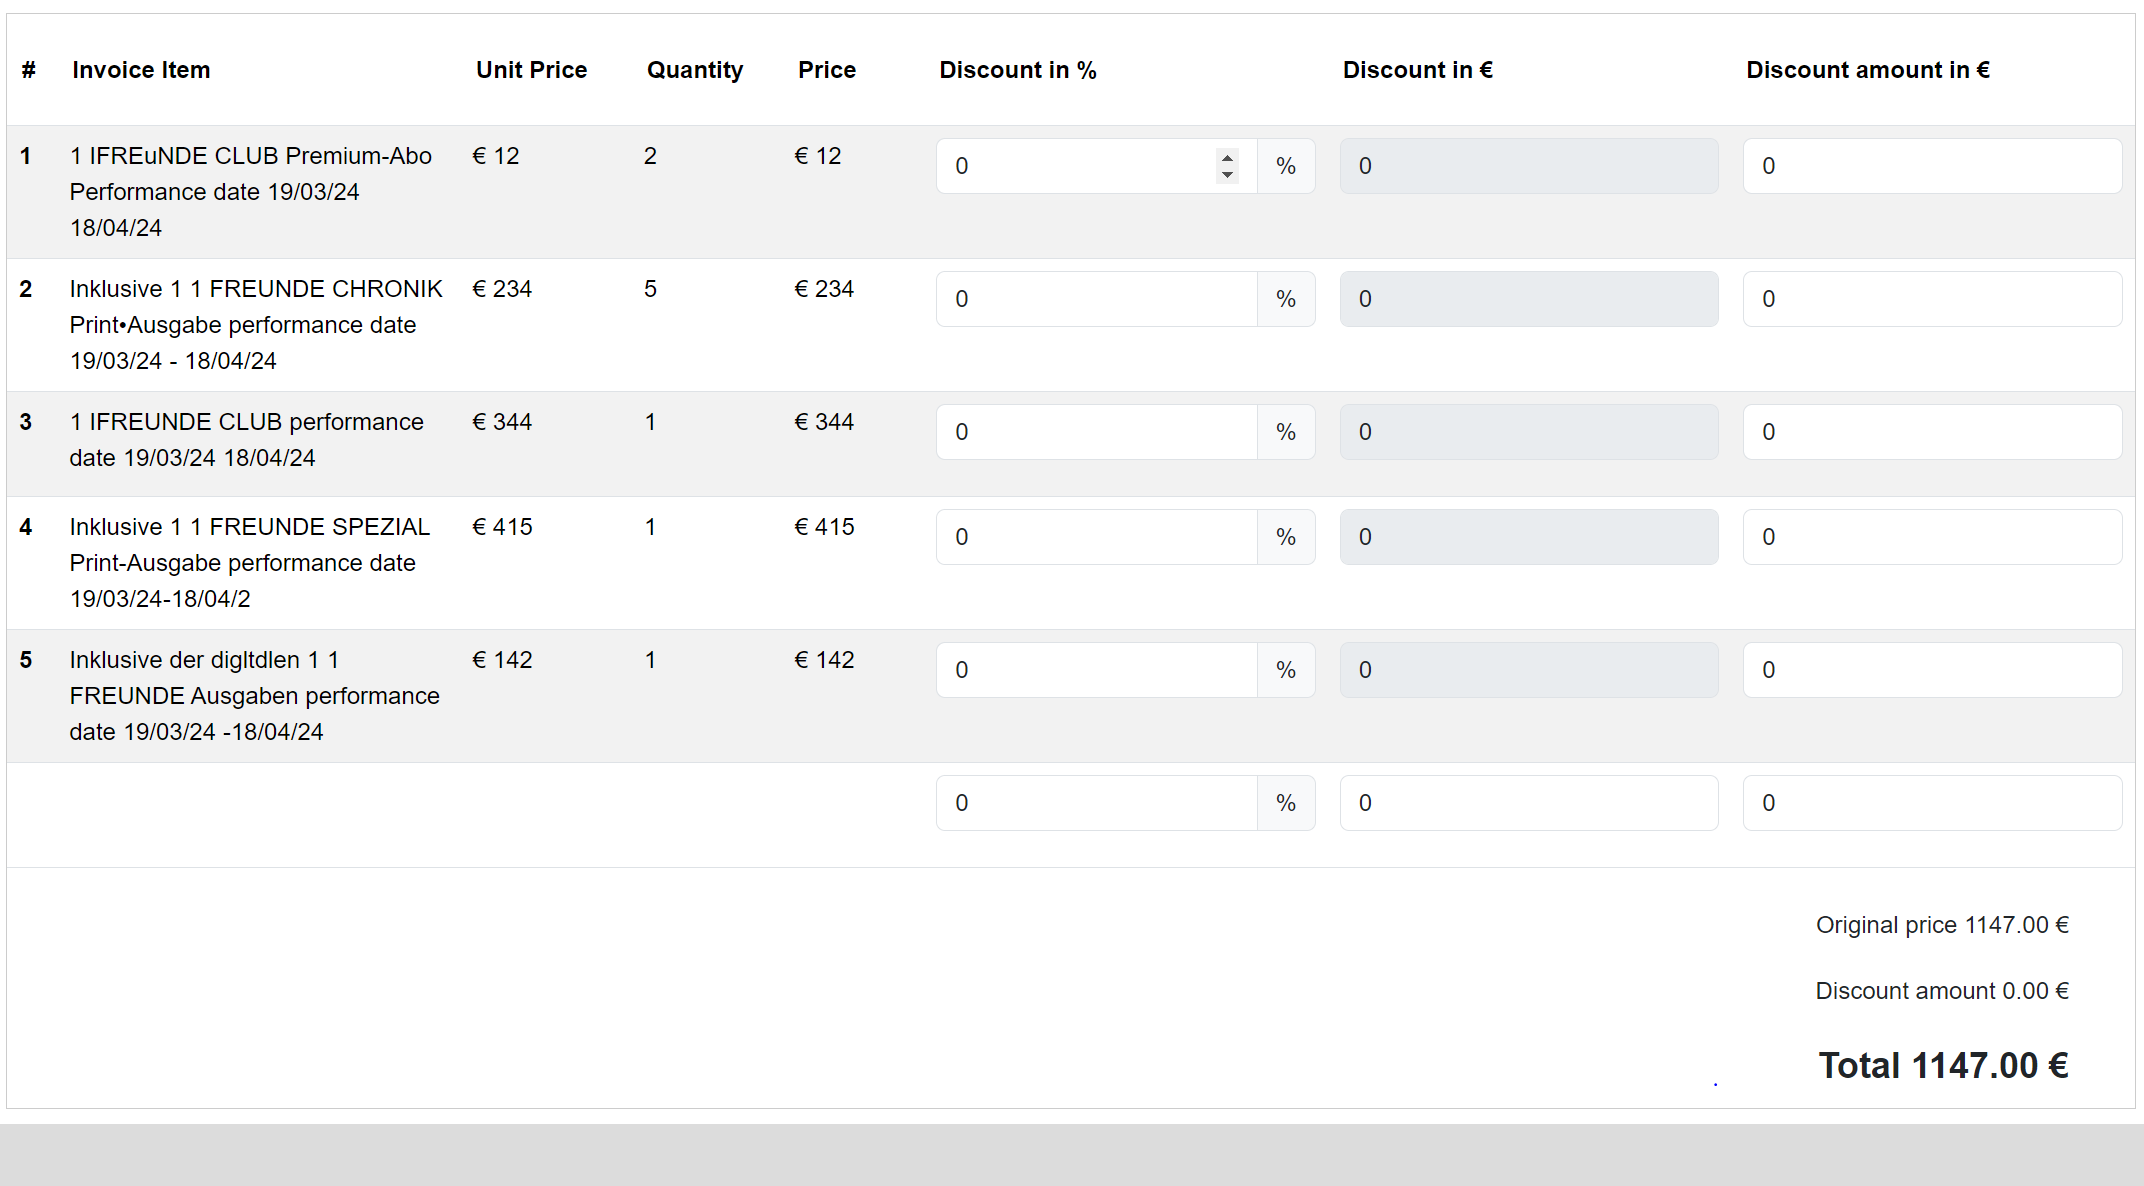 # Invoice Item Unit Price Quantity Price Discount in % Discount in € Discount amount in €
1 1 IFREuNDE CLUB Premium-Abo € 12 2 € 12 0 % 0 0
Performance date 19/03/24
18/04/24
2 Inklusive 1 1 FREUNDE CHRONIK € 234 5 € 234 0 % 0 0
Print•Ausgabe performance date
19/03/24 - 18/04/24
3 1 IFREUNDE CLUB performance € 344 1 € 344 0 % 0 0
date 19/03/24 18/04/24
4 Inklusive 1 1 FREUNDE SPEZIAL € 415 1 € 415 0 % 0 0
Print-Ausgabe performance date
19/03/24-18/04/2
5 Inklusive der digltdlen 1 1 € 142 1 € 142 0 % 0 0
FREUNDE Ausgaben performance
date 19/03/24 -18/04/24
0 % 0 0
Original price 1147.00 €
Discount amount 0.00 €
Total 1147.00 €